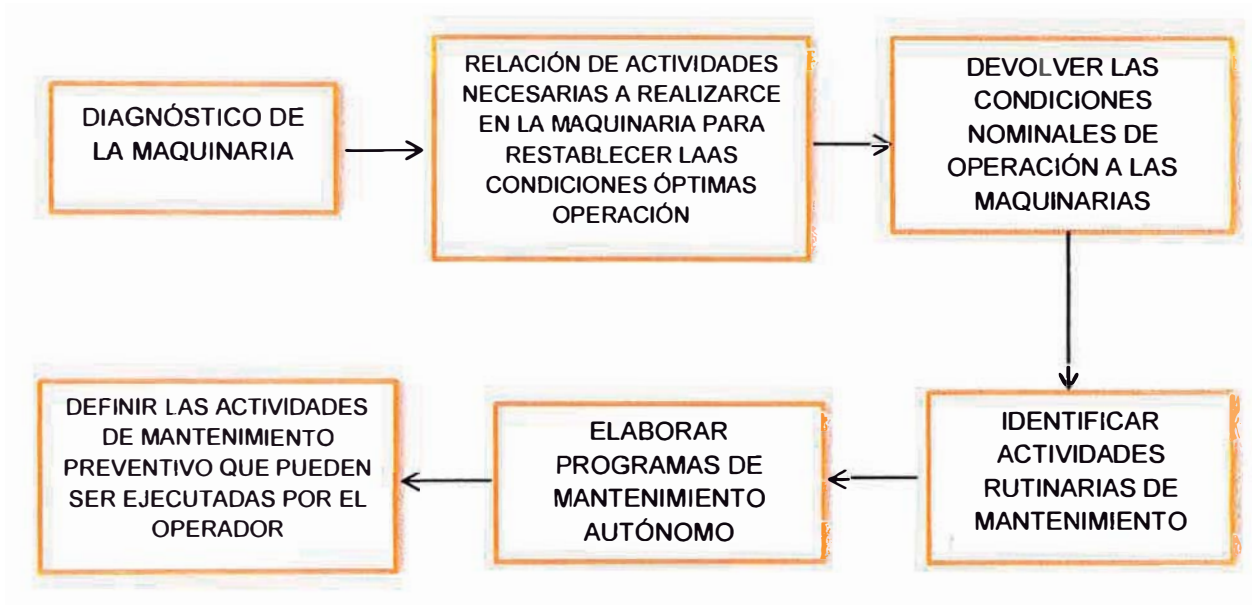 DIAGNÓSTICO DE
LA MAQUINARIA
RELACIÓN DE ACTIVIDADES
NECESARIAS A REALIZARCE
EN LA MAQUINARIA PARA
RESTABLECER LAAS
CONDICIONES ÓPTIMAS
OPERACIÓN
DEVOLVER LAS
CONDICIONES
NOMINALES DE
OPERACIÓN A LAS
MAQUINARIAS
IDENTIFICAR
ACTIVIDADES
RUTINARIAS DE
MANTENIMIENTO
ELABORAR
PROGRAMAS DE
MANTENIMIENTO
AUTÓNOMO
DEFINIR LAS ACTIVIDADES
DE MANTENIMIENTO
PREVENTIVO QUE PUEDEN
SER EJECUTADAS POR EL
OPERADOR